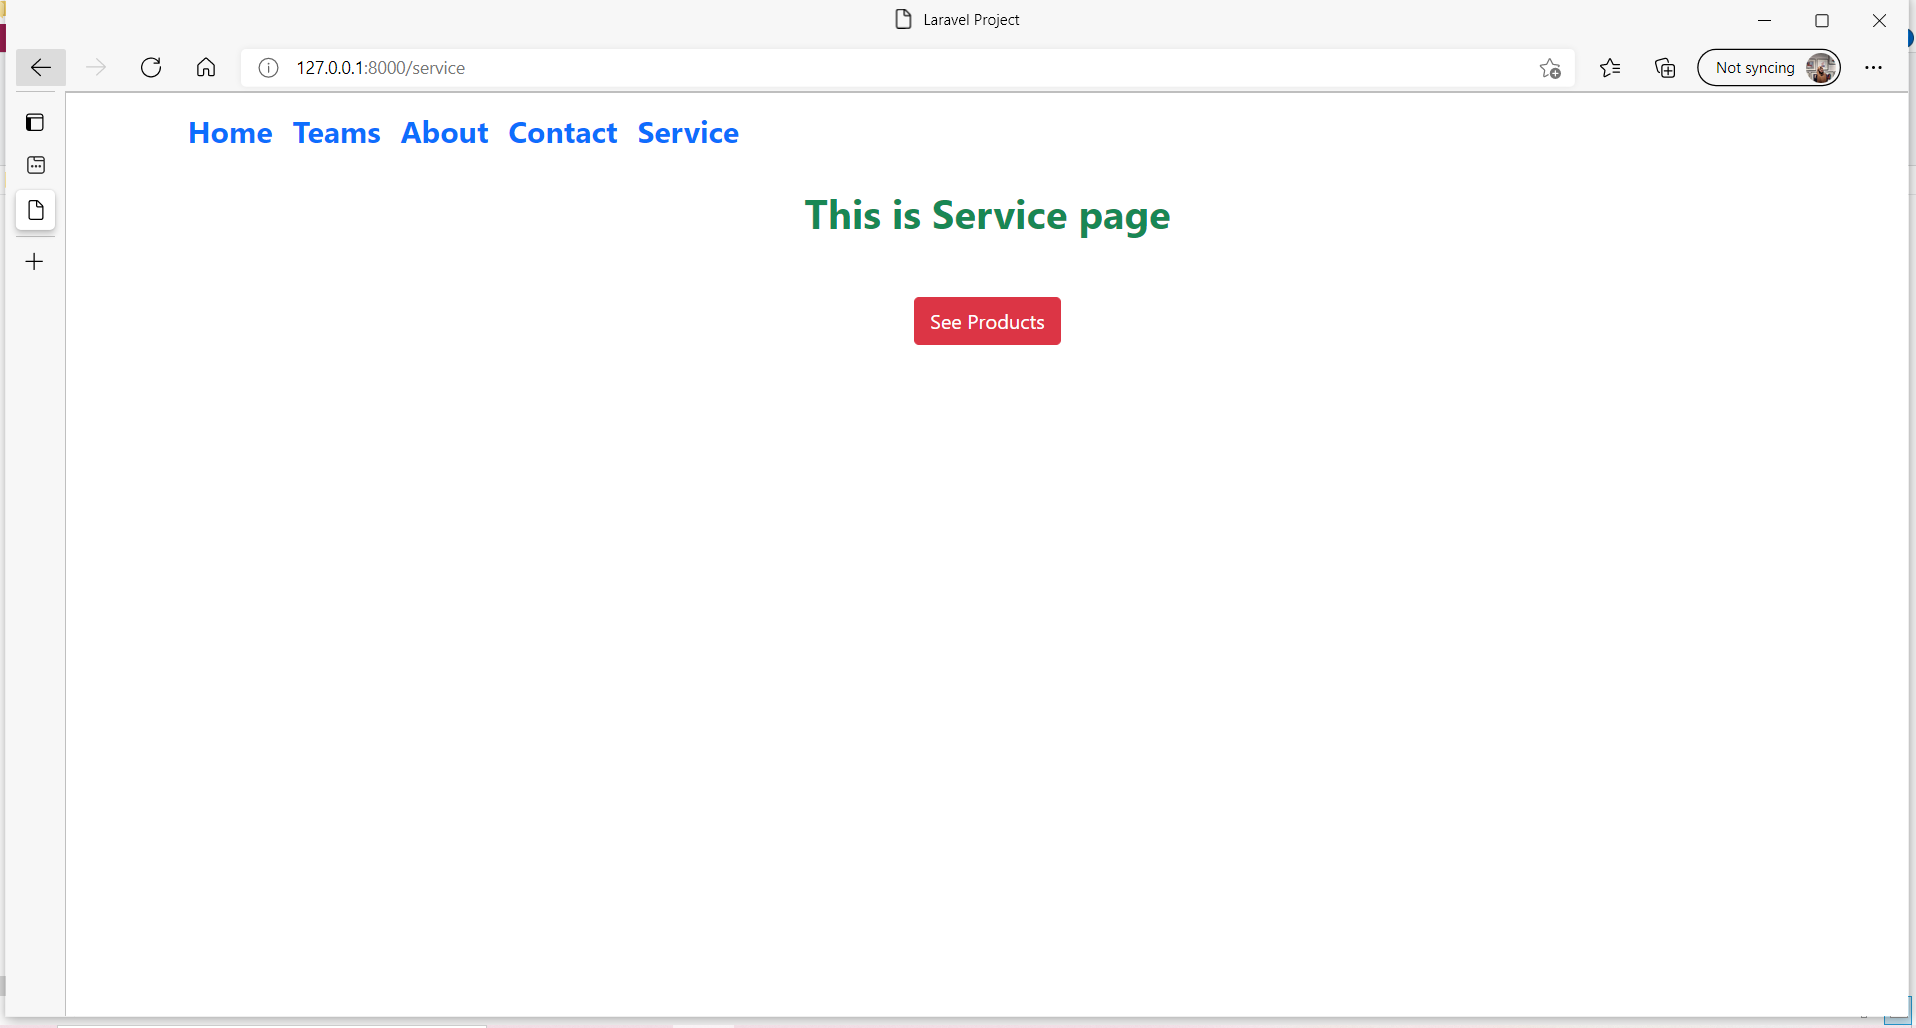 Laravel Project
127.0.0.1:8000/service
Not syncing
Home Teams About Contact Service
This is Service page
See Products